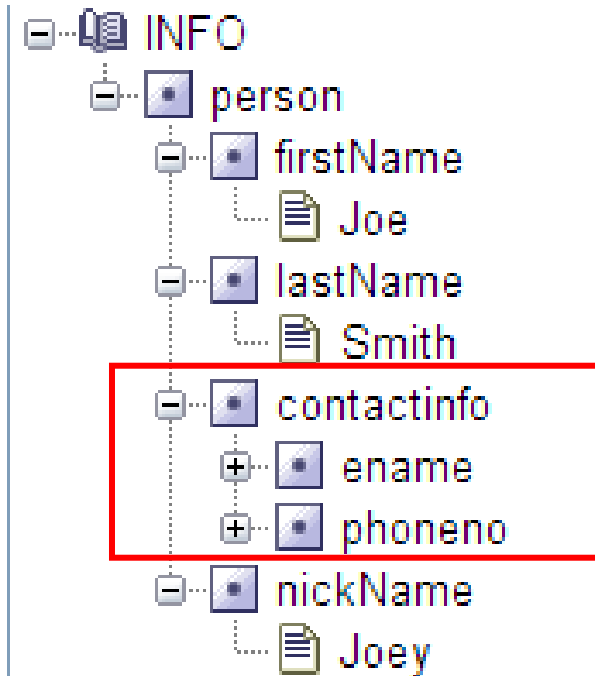 INFO
person
firstName
Joe
lastName
Smith
contactinfo
ename
phoneno
nickName
Joey